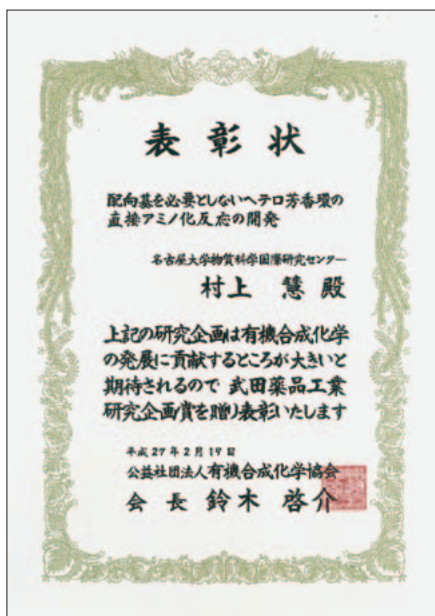 表彰状
配向基を必要としないヘテロ芳香環の
直接アミノ化反応の開発
名古屋大学物質科学国際研究センター
村上 慧 殿
上記の研究企画は有機合成化学
の発展に貢献するところが大きいと
期待されるので 武田薬品工業
研究企画賞を贈り表彰いたします
平成27年2月19日
公益社団法人有機合成化学協会
会長 鈴木 啓介